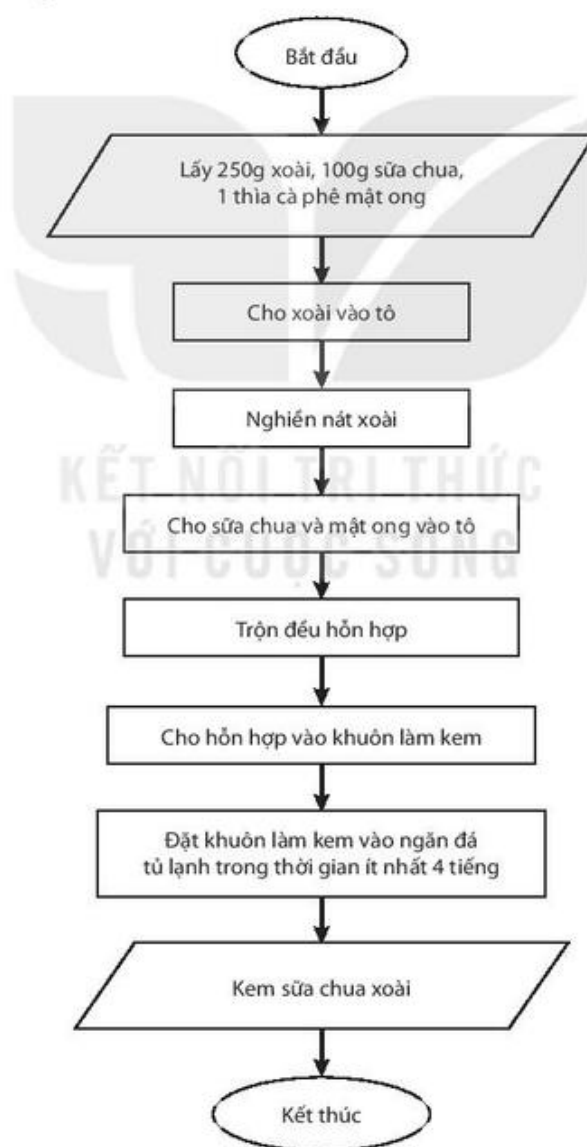 Bắt đầu
Lấy 250g xoài, 100g sữa chua,
1 thìa cà phê mật ong
Cho xoài vào tô
Nghiền nát xoài
KẾT NỐI TRI THỨC
Cho sữa chua và mật ong vào tô
VỚI CUỘC SỐNG
Trộn đều hỗn hợp
Cho hỗn hợp vào khuôn làm kem
Đặt khuôn làm kem vào ngăn đá
tủ lạnh trong thời gian ít nhất 4 tiếng
Kem sữa chua xoài
Kết thúc